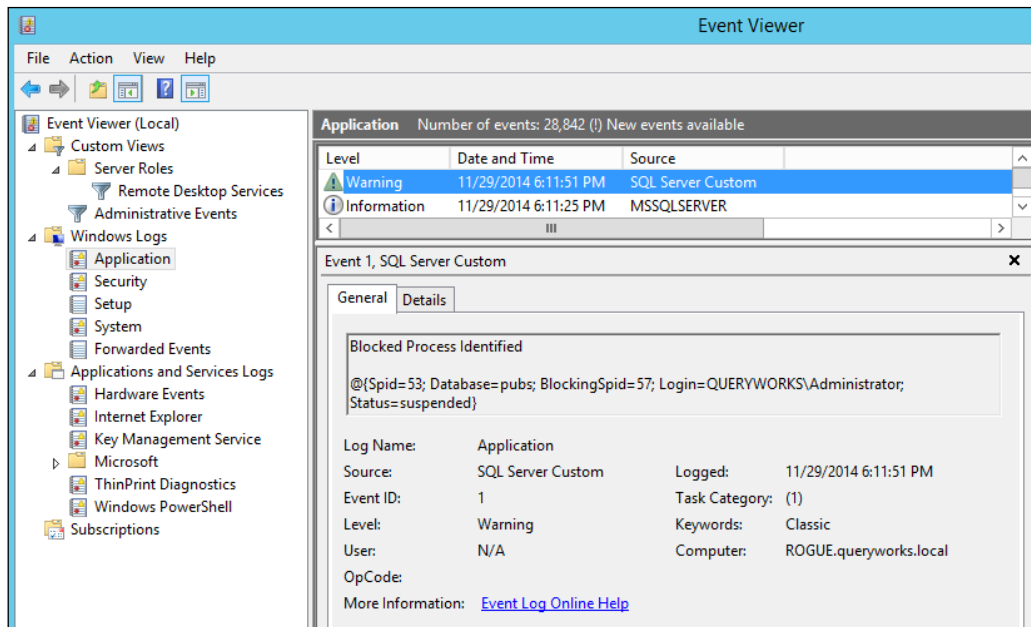 Event Viewer
File Action View Help
Event Viewer (Local)
Custom Views
Server Roles
Remote Desktop Services
Administrative Events
Windows Logs
Application
Security
Setup
System
Forwarded Events
Applications and Services Logs
Hardware Events
Internet Explorer
Key Management Service
Microsoft
ThinPrint Diagnostics
Windows PowerShell
Subscriptions
Application Number of events: 28,842 (!) New events available
Level Date and Time Source
Warning 11/29/2014 6:11:51 PM SQL Server Custom
Information 11/29/2014 6:11:25 PM MSSQLSERVER
Event 1, SQL Server Custom
General Details
Blocked Process Identified
@{Spid=53; Database=pubs; BlockingSpid=57; Login=QUERYWORKS\Administrator;
Status=suspended}
Log Name: Application
Source: SQL Server Custom Logged: 11/29/2014 6:11:51 PM
Event ID: 1 Task Category: (1)
Level: Warning Keywords: Classic
User: N/A Computer: ROGUE.queryworks.local
OpCode:
More Information: Event Log Online Help